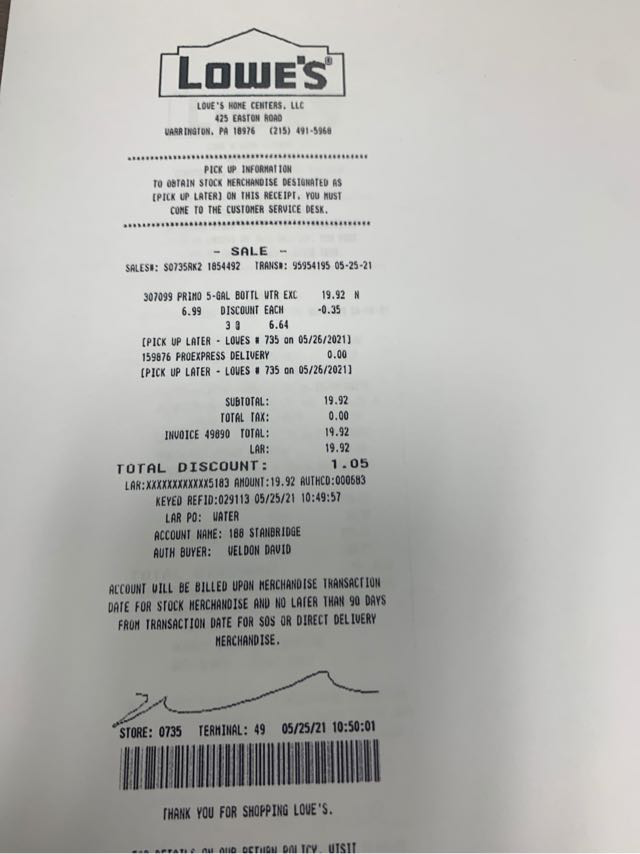 LOWE'S®
LOWE'S HOME CENTERS, LLC
425 EASTON ROAD
WARRINGTON, PA 18976 (215) 491-5968
PICK UP INFORMATION
TO OBTAIN STOCK MERCHANDISE DESIGNATED AS
[PICK UP LATER] ON THIS RECEIPT, YOU MUST
COME TO THE CUSTOMER SERVICE DESK.
- SALE -
SALES#: S0735RK2 1854492 TRANS#: 95954195 05-25-21
307099 PRIMO 5-GAL BOTTL WTR EXC 19.92 N
6.99 DISCOUNT EACH -0.35
3 @ 6.64
[PICK UP LATER - LOWES # 735 on 05/26/2021]
159876 PROEXPRESS DELIVERY 0.00
[PICK UP LATER - LOWES # 735 on 05/26/2021]
SUBTOTAL: 19.92
TOTAL TAX: 0.00
INVOICE 49890 TOTAL: 19.92
LAR: 19.92
TOTAL DISCOUNT: 1.05
LAR:XXXXXXXXXXXX5183 AMOUNT:19.92 AUTHCD:000583
KEYED REFID:029113 05/25/21 10:49:57
LAR PO: WATER
ACCOUNT NAME: 188 STANBRIDGE
AUTH BUYER: WELDON DAVID
ACCOUNT WILL BE BILLED UPON MERCHANDISE TRANSACTION
DATE FOR STOCK MERCHANDISE AND NO LATER THAN 90 DAYS
FROM TRANSACTION DATE FOR SOS OR DIRECT DELIVERY
MERCHANDISE.
STORE: 0735 TERMINAL: 49 05/25/21 10:50:01
THANK YOU FOR SHOPPING LOWE'S.
FOR DETAILS ON OUR RETURN POLICY, VISIT